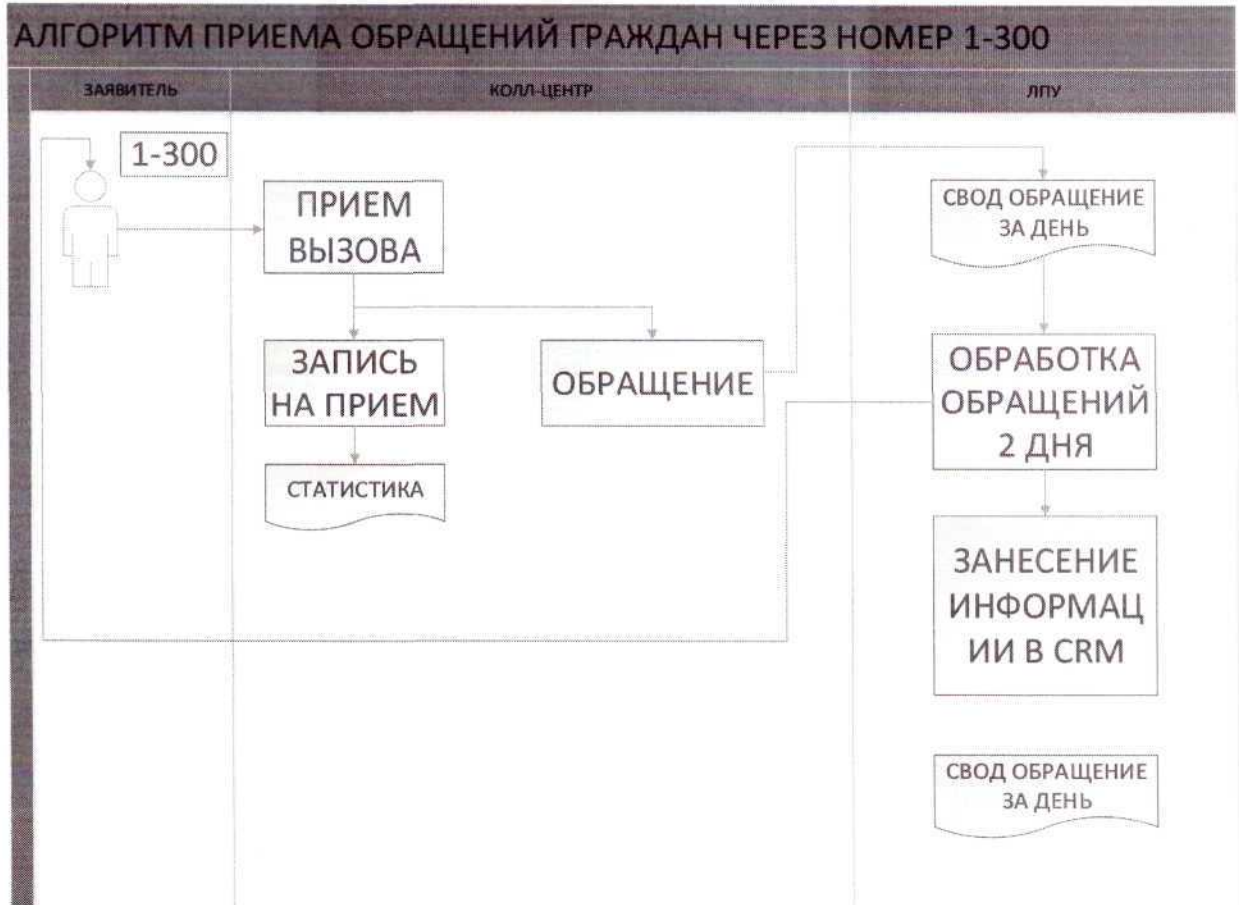 АЛГОРИТМ ПРИЕМА ОБРАЩЕНИЙ ГРАЖДАН ЧЕРЕЗ НОМЕР 1-300
ЗАЯВИТЕЛЬ
КОЛЛ-ЦЕНТР
ЛПУ
1-300
ПРИЕМ
ВЫЗОВА
ЗАПИСЬ
НА ПРИЕМ
СТАТИСТИКА
ОБРАЩЕНИЕ
СВОД ОБРАЩЕНИЕ
ЗА ДЕНЬ
ОБРАБОТКА
ОБРАЩЕНИЙ
2 ДНЯ
ЗАНЕСЕНИЕ
ИНФОРМАЦ
ИИ В CRM
СВОД ОБРАЩЕНИЕ
ЗА ДЕНЬ